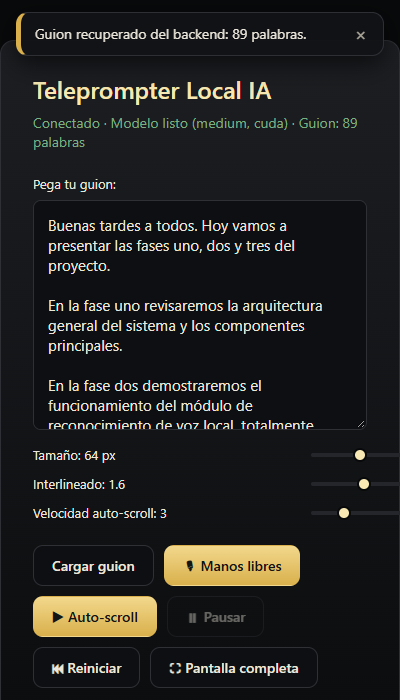 Guion recuperado del backend: 89 palabras.
×
Teleprompter Local IA
Conectado · Modelo listo (medium, cuda) · Guion: 89
palabras
Pega tu guion:
Buenas tardes a todos. Hoy vamos a
presentar las fases uno, dos y tres del
proyecto.
En la fase uno revisaremos la arquitectura
general del sistema y los componentes
principales.
En la fase dos demostraremos el
funcionamiento del módulo de
reconocimiento de voz local, totalmente
Tamaño: 64 px
Interlineado: 1.6
Velocidad auto-scroll: 3
Cargar guion
Manos libres
Auto-scroll
Pausar
Reiniciar
Pantalla completa